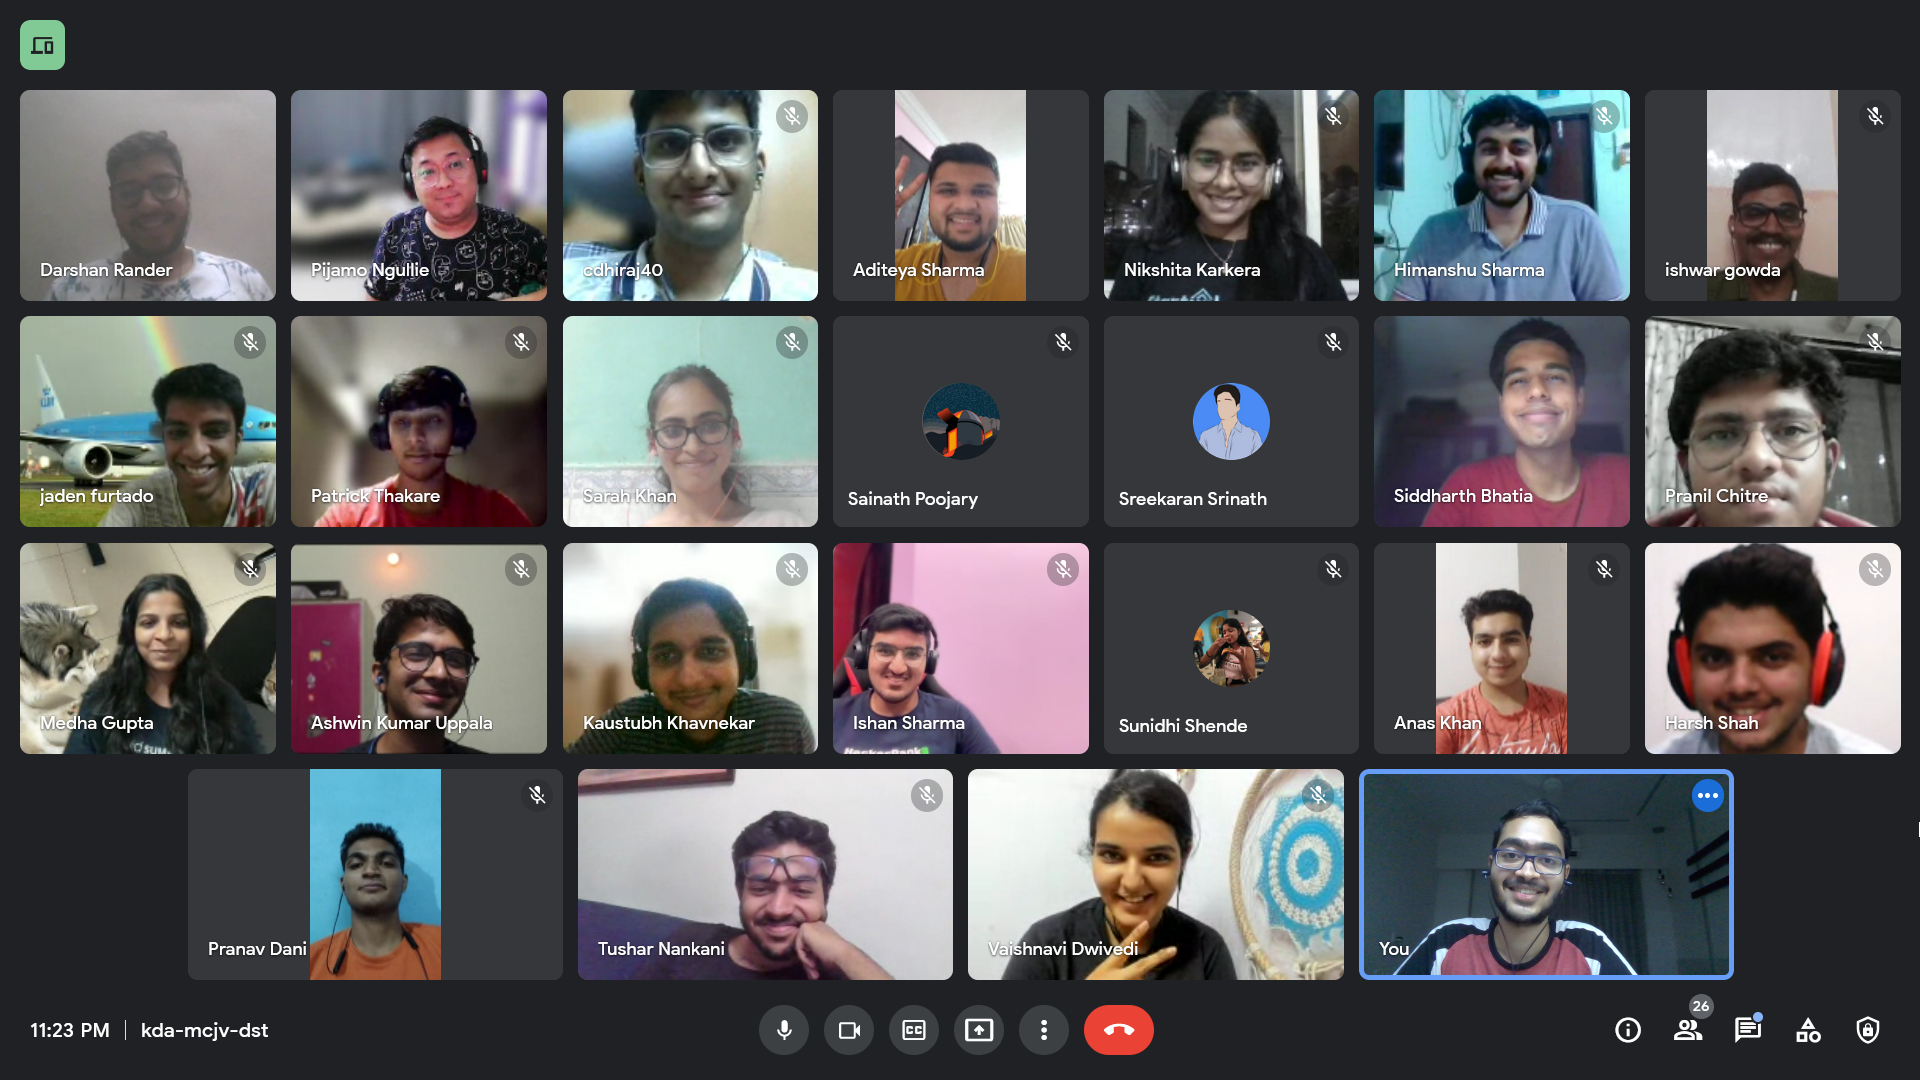 Darshan Rander
Pijamo Ngullie
cdhiraj40
Aditeya Sharma
Nikshita Karkera
Himanshu Sharma
ishwar gowda
jaden furtado
Patrick Thakare
Sarah Khan
Sainath Poojary
Sreekaran Srinath
Siddharth Bhatia
Pranil Chitre
Medha Gupta
Ashwin Kumar Uppala
Kaustubh Khavnekar
Ishan Sharma
HackerRank
Sunidhi Shende
Anas Khan
Harsh Shah
Pranav Dani
Tushar Nankani
Vaishnavi Dwivedi
You
11:23 PM | kda-mcjv-dst
CC
26